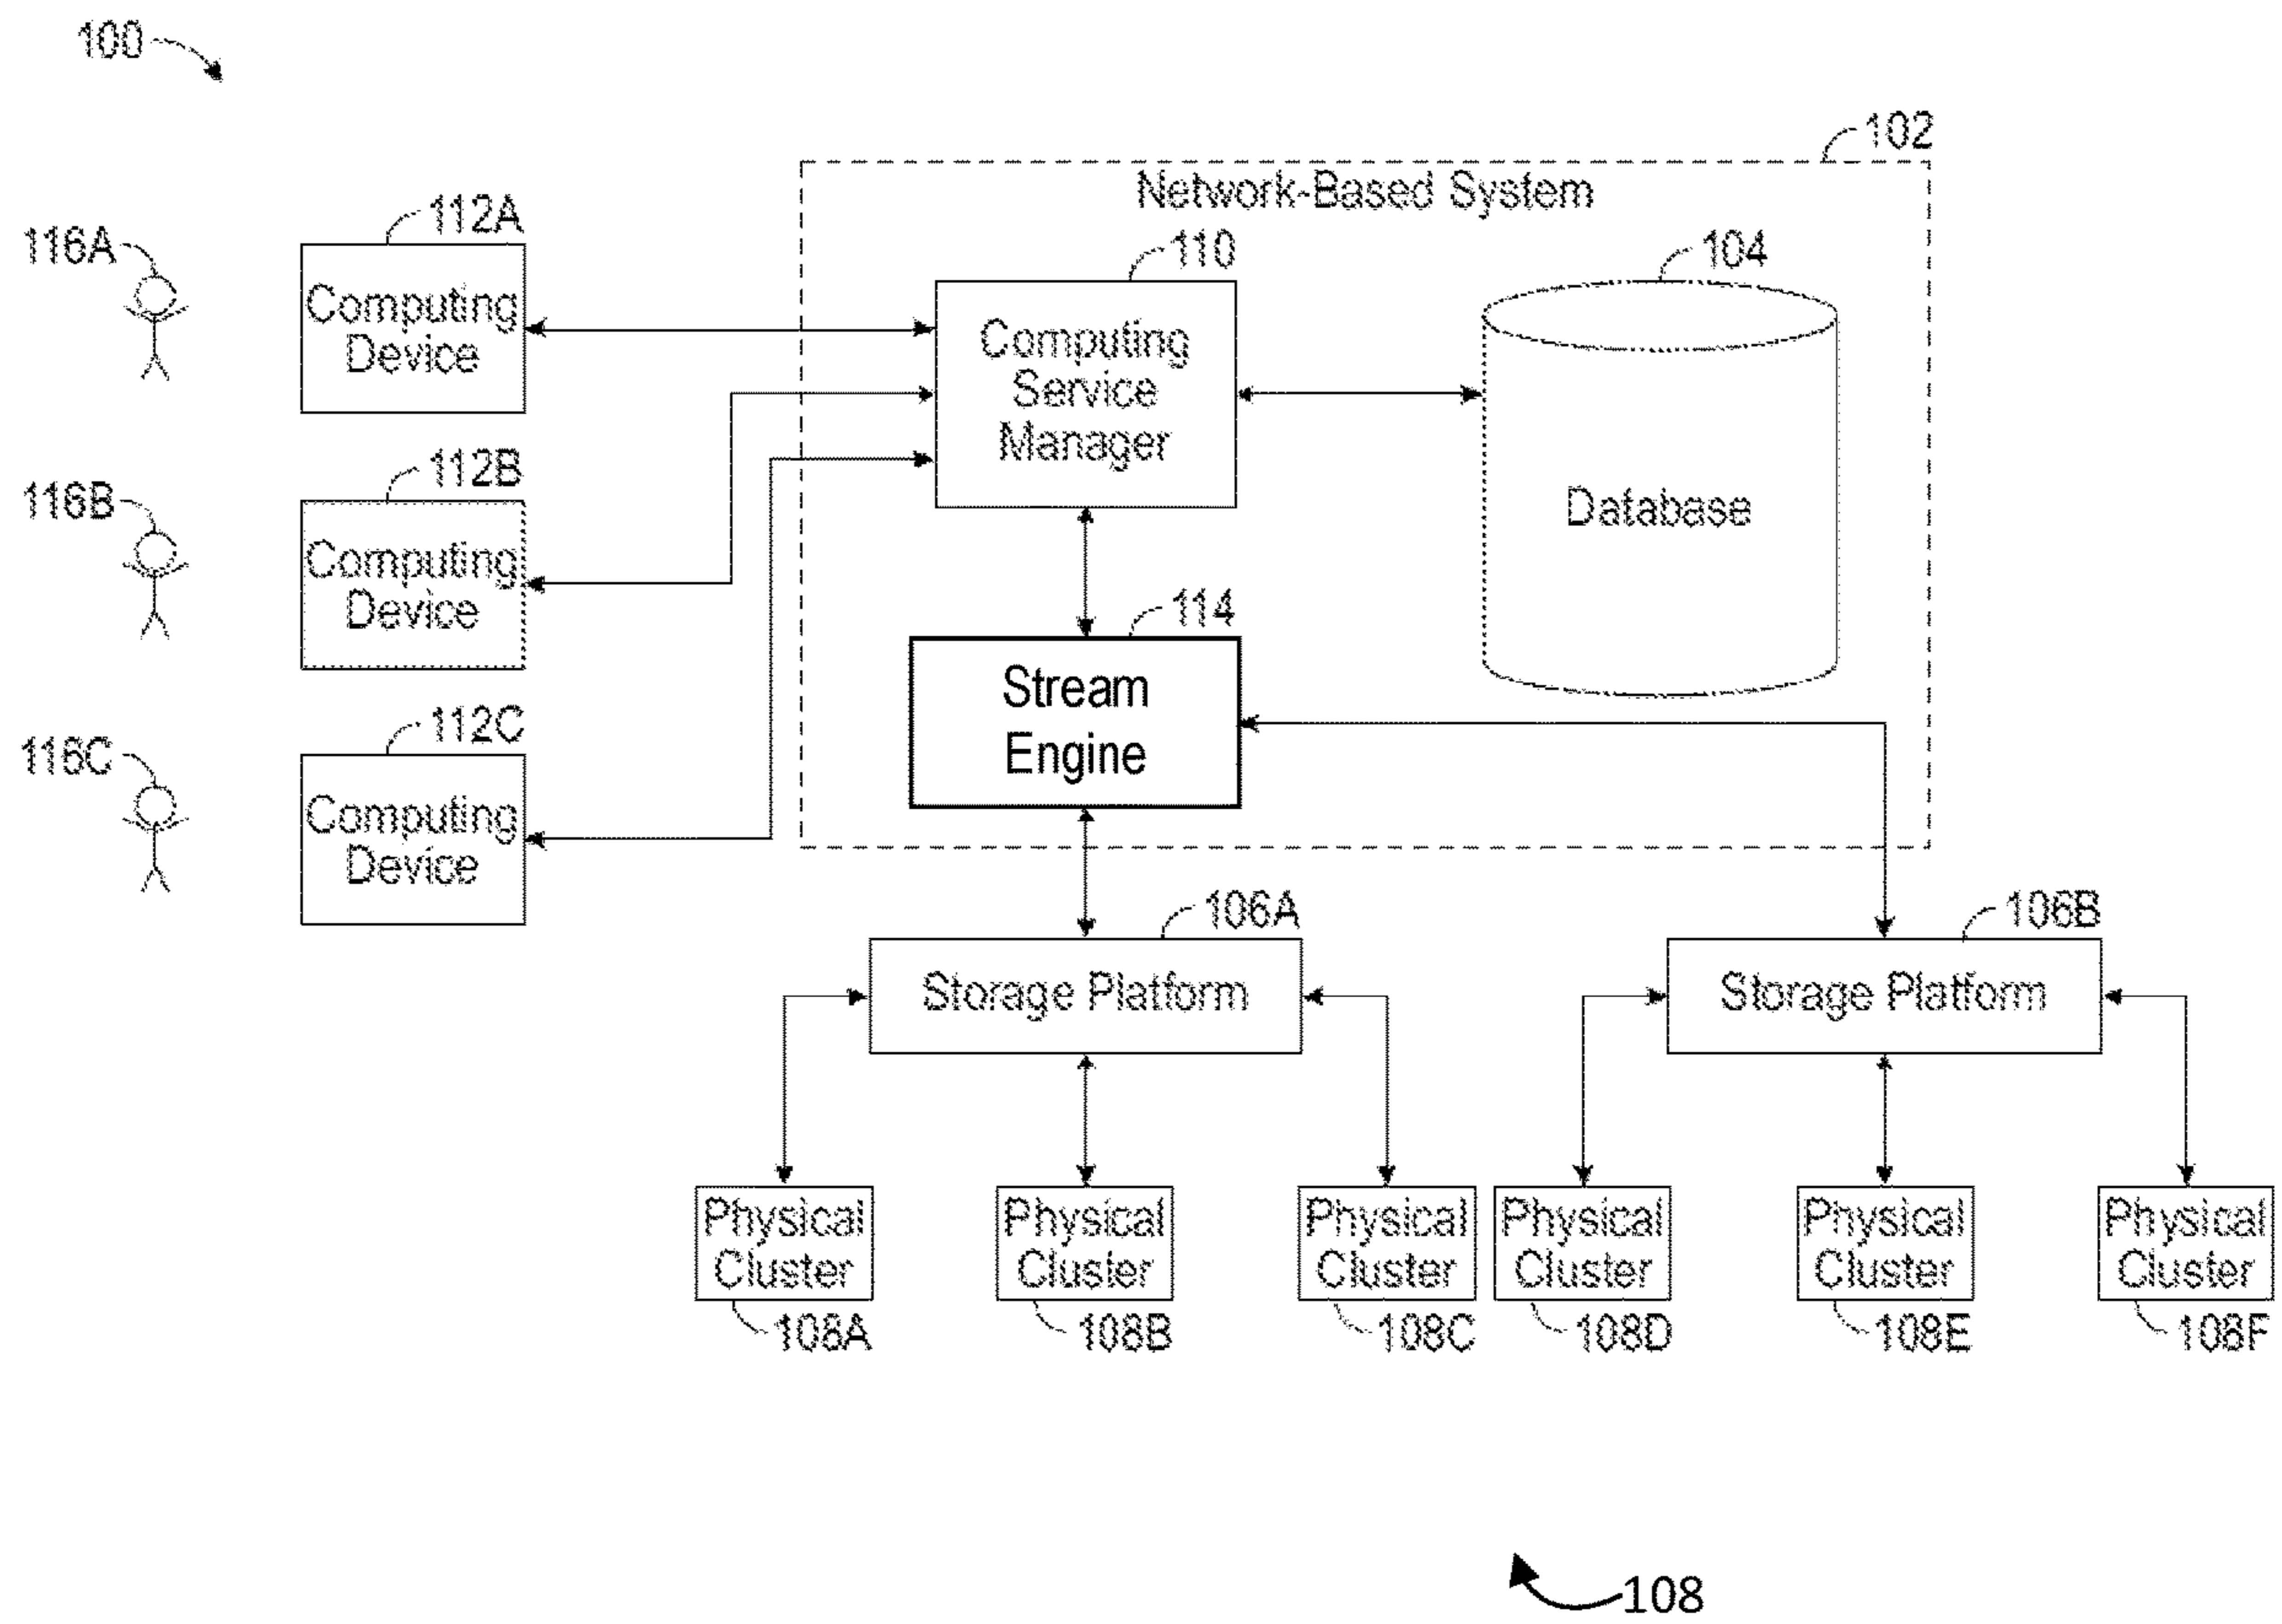 100
102
Network-Based System
112A
116A
Computing
Device
110
Computing
Service
Manager
104
Database
112B
116B
Computing
Device
114
Stream
Engine
112C
116C
Computing
Device
106A
Storage Platform
106B
Storage Platform
Physical
Cluster
108A
Physical
Cluster
108B
Physical
Cluster
108C
Physical
Cluster
108D
Physical
Cluster
108E
Physical
Cluster
108F
108